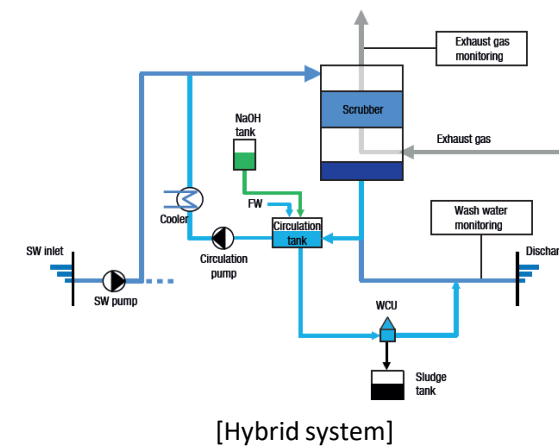 Exhaust gas
monitoring
NaOH
tank
Scrubber
Exhaust gas
FW
Cooler
Circulation
tank
Wash water
monitoring
SW inlet
Circulation
pump
Dischar
SW pump
WCU
Sludge
tank
[Hybrid system]